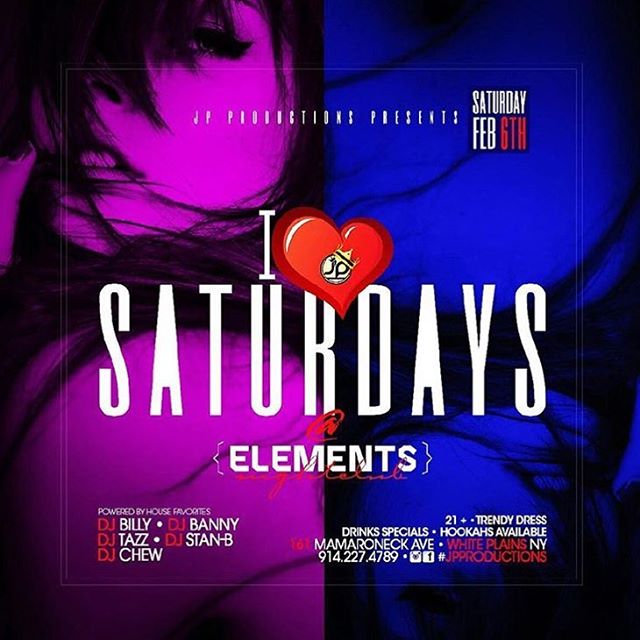 JP PRODUCTIONS PRESENTS
SATURDAY
FEB 6TH
I
JP
SATURDAYS
@
{ELEMENTS}
nightclub
POWERED BY HOUSE FAVORITES
DJ BILLY • DJ BANNY
DJ TAZZ • DJ STAN-B
DJ CHEW
21 + • TRENDY DRESS
DRINKS SPECIALS • HOOKAHS AVAILABLE
161 MAMARONECK AVE • WHITE PLAINS NY
914.227.4789 • f #JPPRODUCTIONS